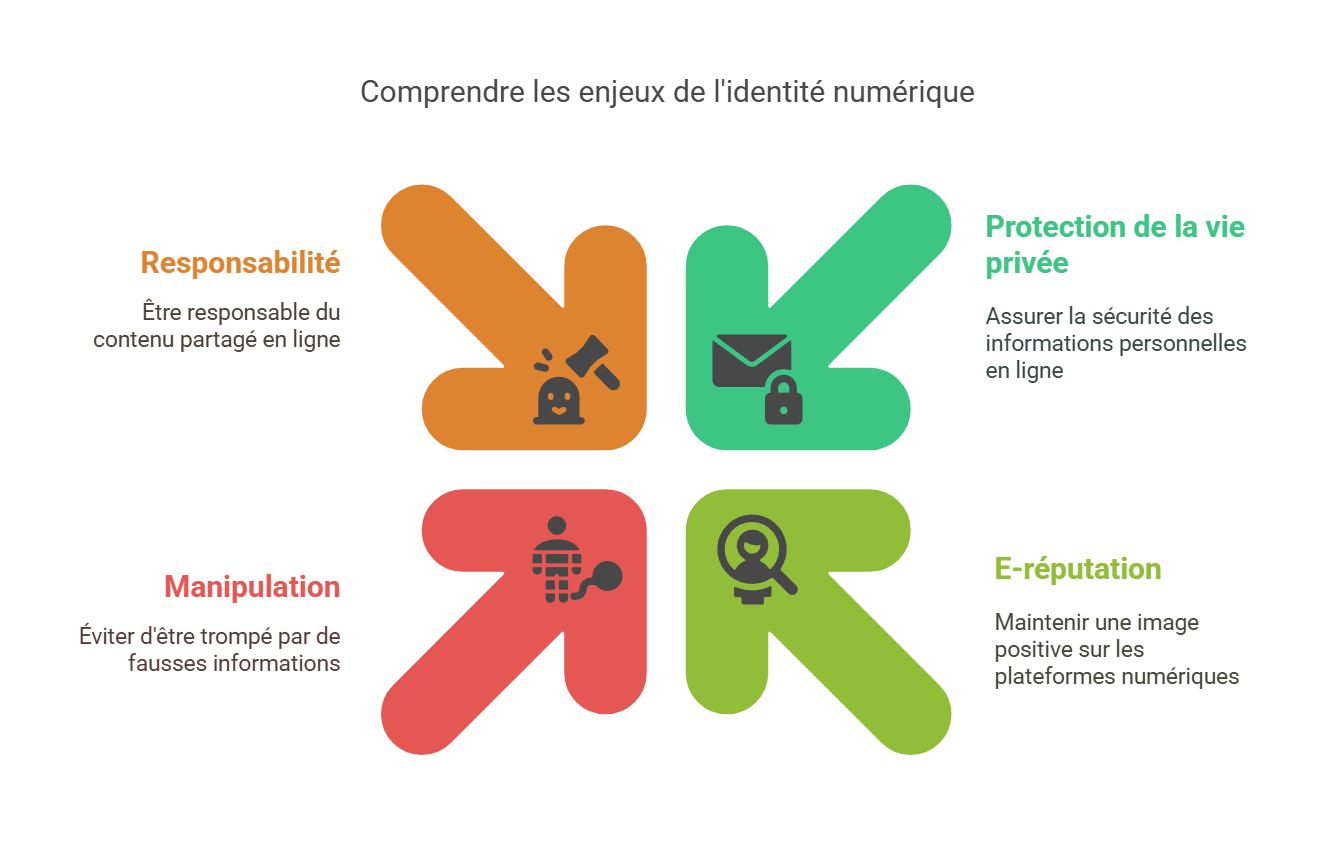 Comprendre les enjeux de l'identité numérique
Responsabilité
Être responsable du
contenu partagé en ligne
Protection de la vie
privée
Assurer la sécurité des
informations personnelles
en ligne
Manipulation
Éviter d'être trompé par de
fausses informations
E-réputation
Maintenir une image
positive sur les
plateformes numériques